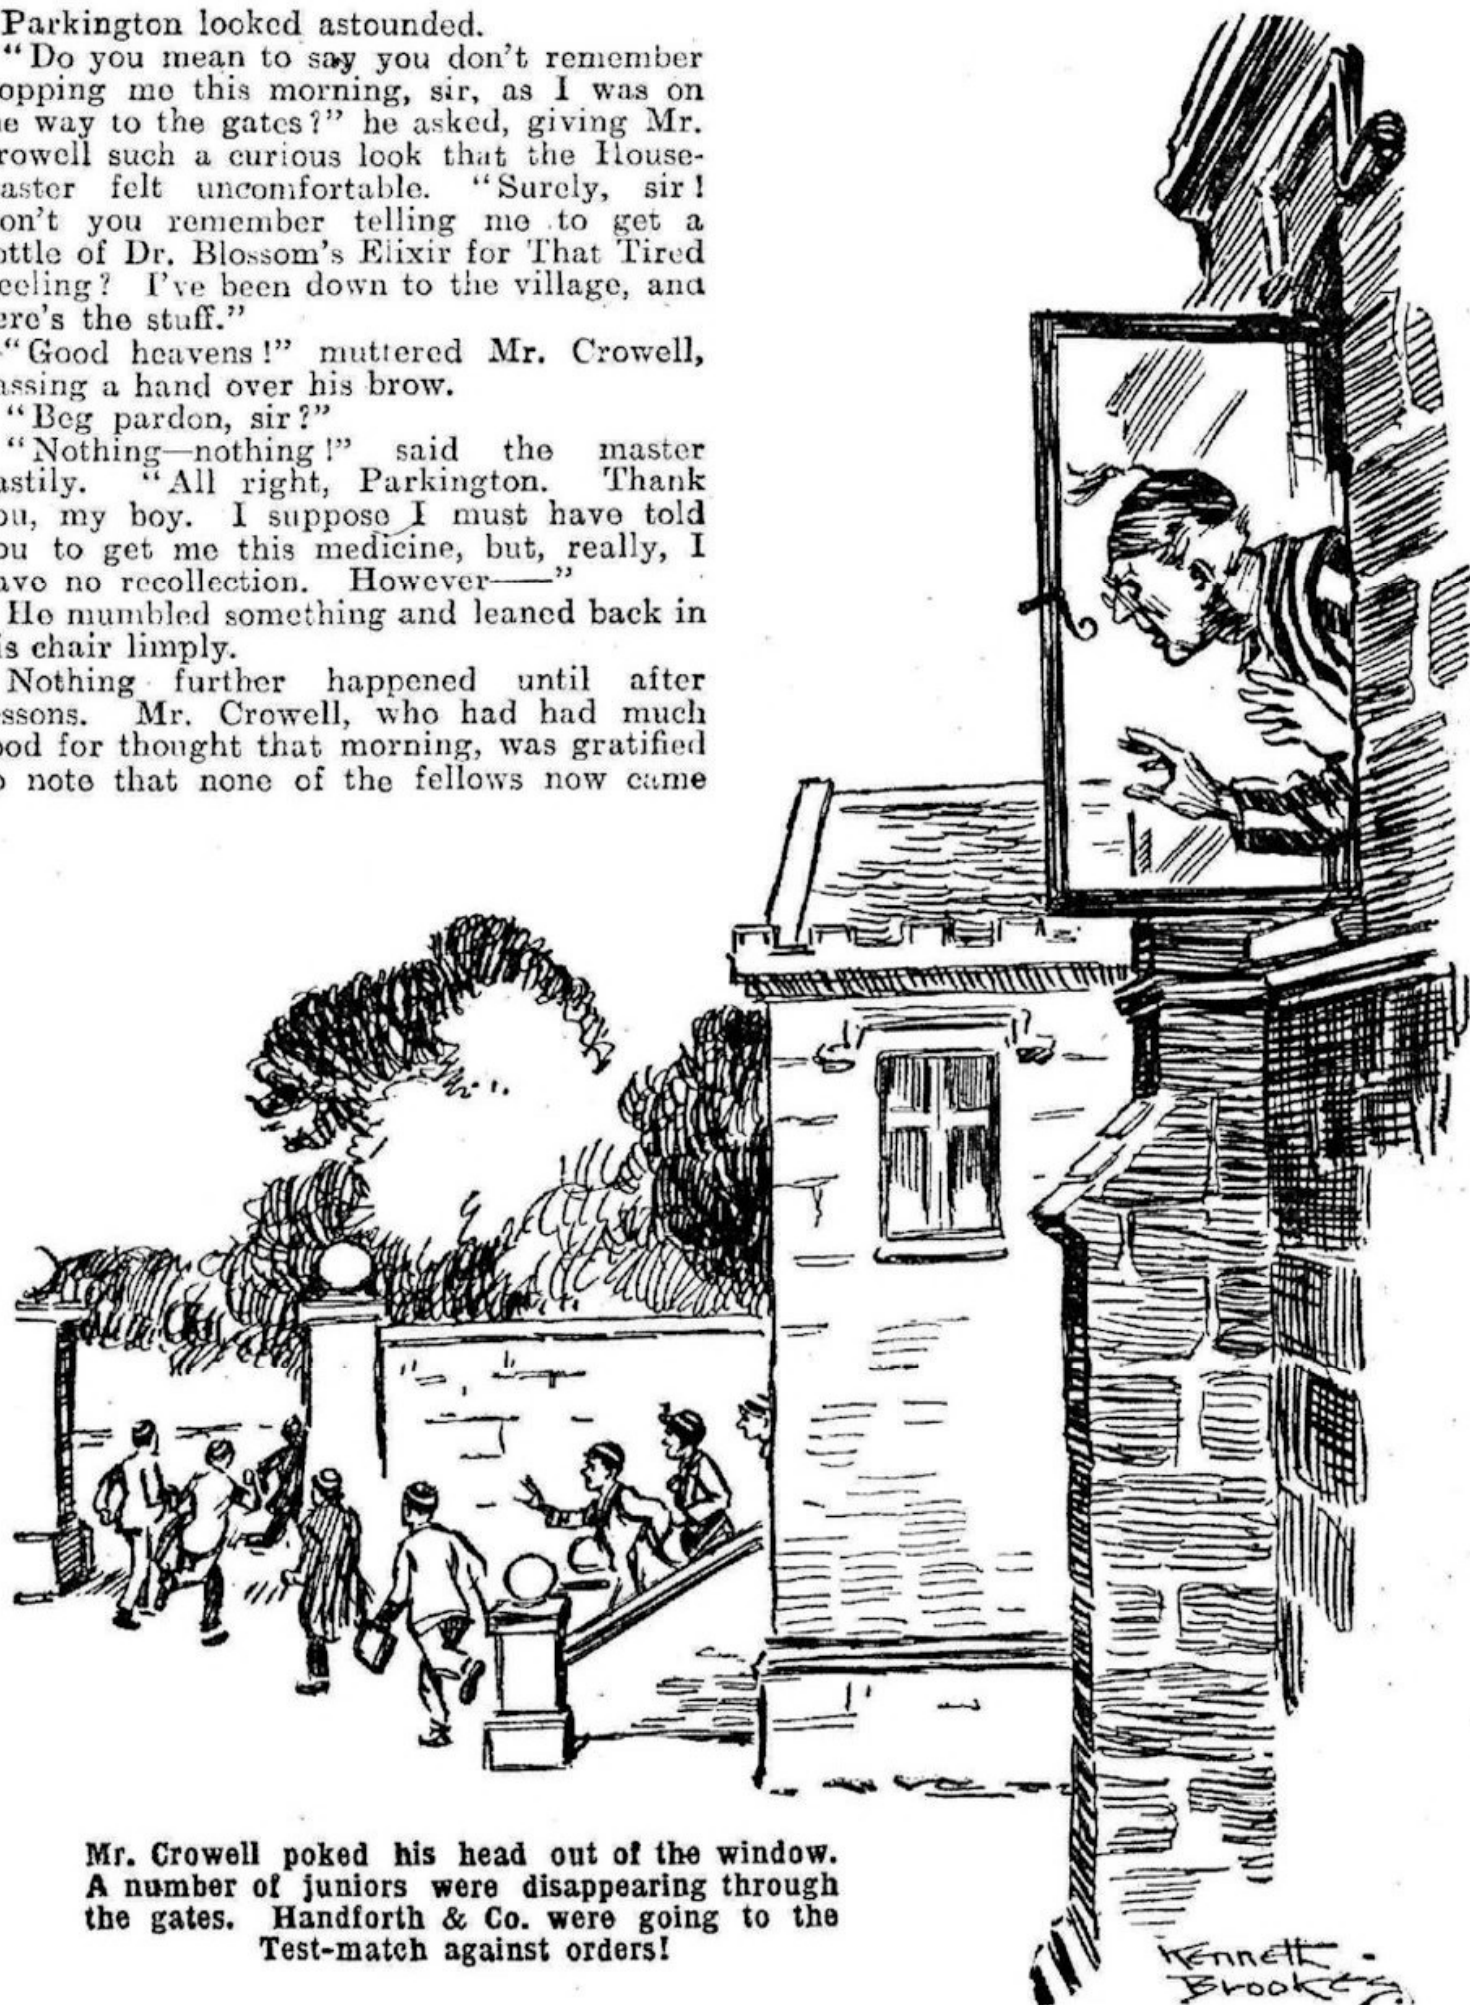 Parkington looked astounded.
"Do you mean to say you don't remember
opping me this morning, sir, as I was on
e way to the gates?" he asked, giving Mr.
rowell such a curious look that the House-
aster felt uncomfortable. "Surely, sir!
on't you remember telling me to get a
ottle of Dr. Blossom's Elixir for That Tired
eeling? I've been down to the village, and
ere's the stuff."
"Good heavens!" muttered Mr. Crowell,
assing a hand over his brow.
"Beg pardon, sir?"
"Nothing—nothing!" said the master
astily. "All right, Parkington. Thank
ou, my boy. I suppose I must have told
ou to get me this medicine, but, really, I
ave no recollection. However——"
He mumbled something and leaned back in
is chair limply.
Nothing further happened until after
essons. Mr. Crowell, who had had much
ood for thought that morning, was gratified
o note that none of the fellows now came
Mr. Crowell poked his head out of the window.
A number of juniors were disappearing through
the gates. Handforth & Co. were going to the
Test-match against orders!
Kenneth
Brookes